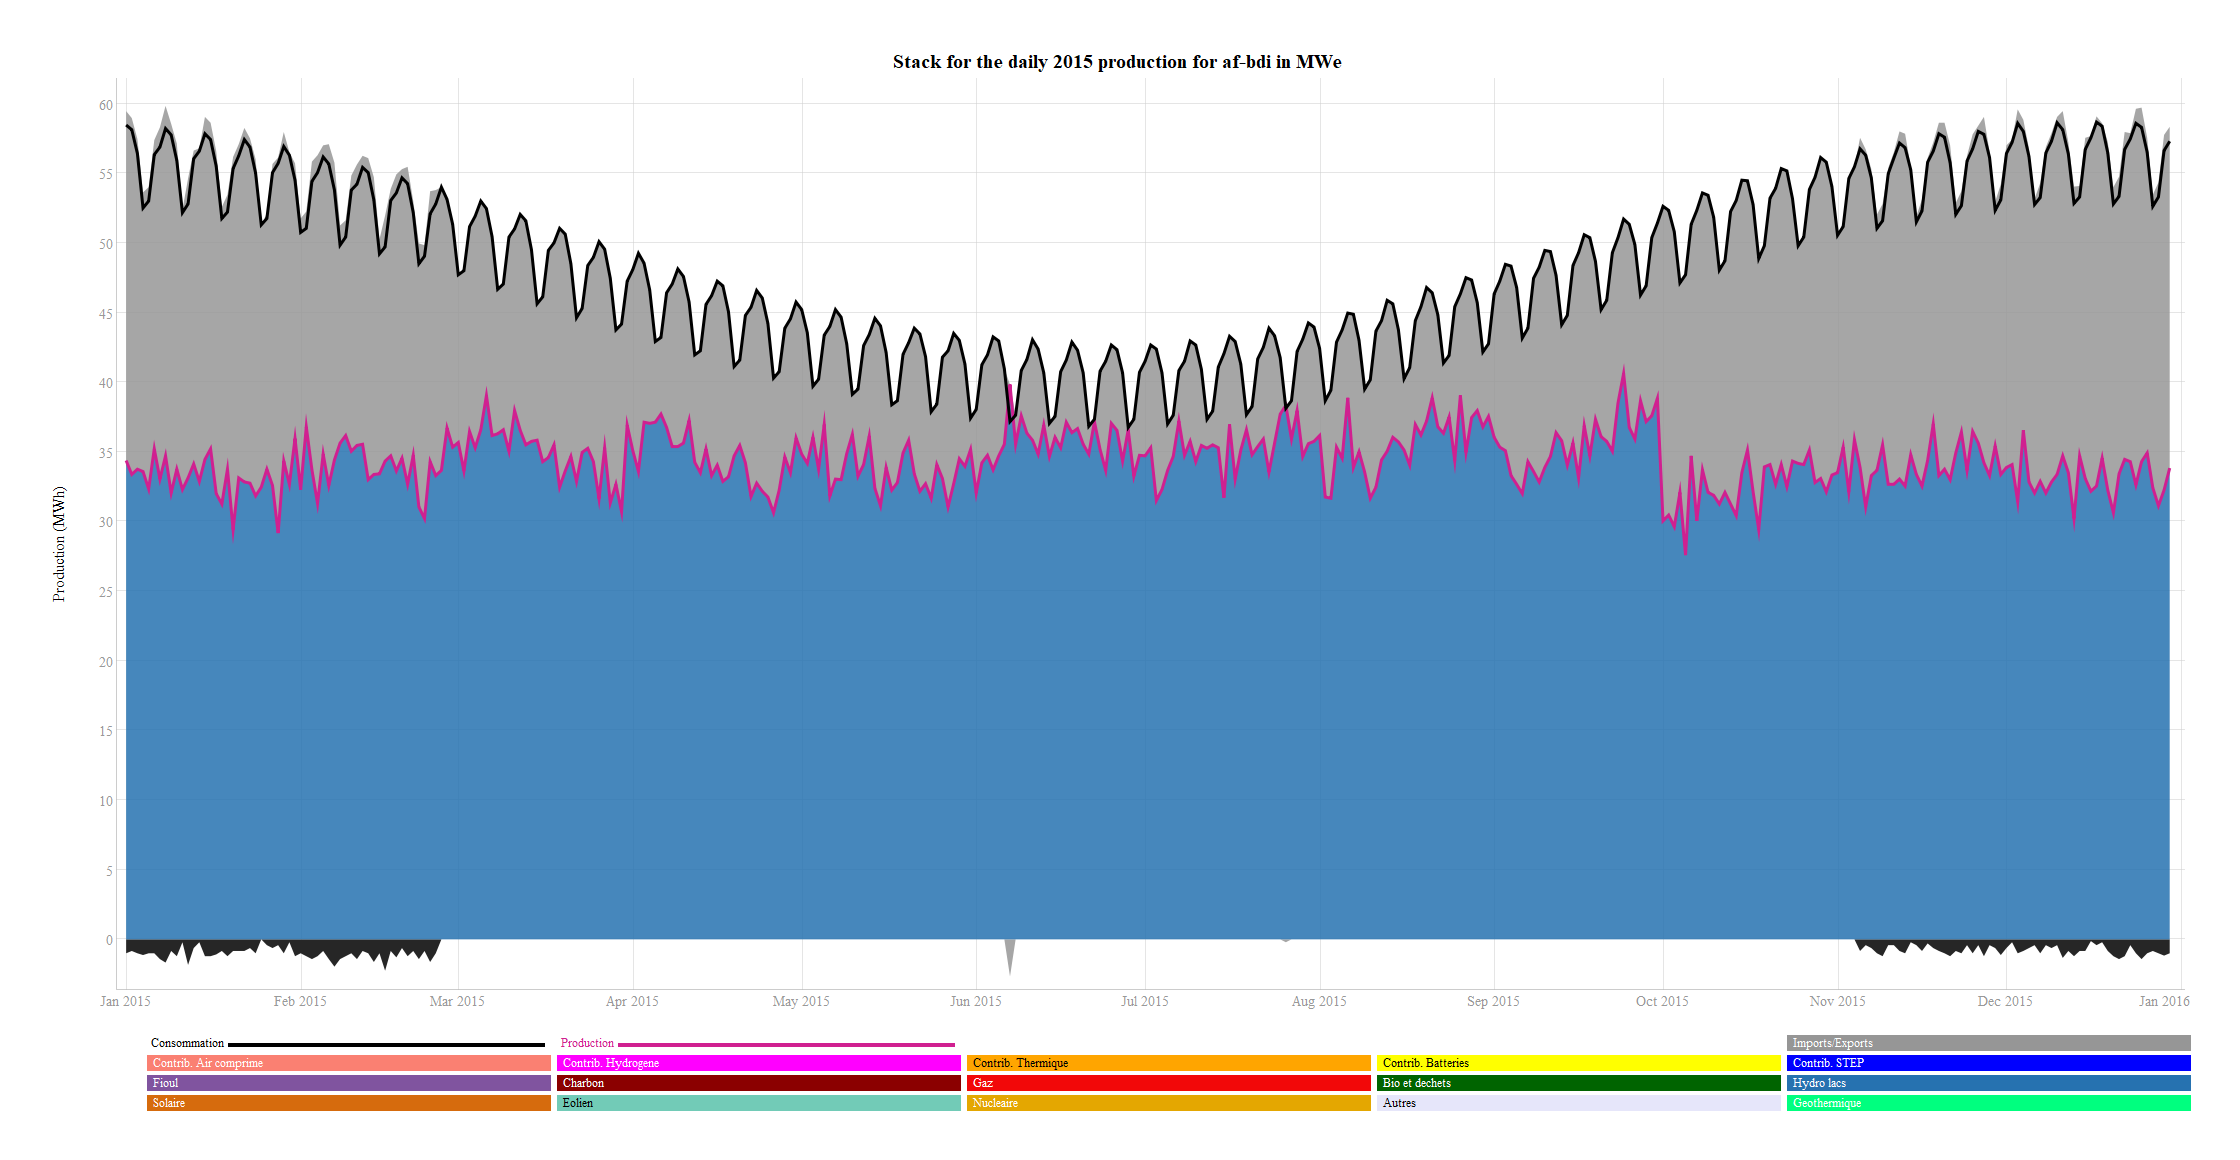 Stack for the daily 2015 production for af-bdi in MWe
60
55
50
45
40
35
30
25
20
15
10
5
0
Production (MWh)
Jan 2015 Feb 2015 Mar 2015 Apr 2015 May 2015 Jun 2015 Jul 2015 Aug 2015 Sep 2015 Oct 2015 Nov 2015 Dec 2015 Jan 2016
Consommation Production Imports/Exports
Contrib. Air comprime Contrib. Hydrogene Contrib. Thermique Contrib. Batteries Contrib. STEP
Fioul Charbon Gaz Bio et dechets Hydro lacs
Solaire Eolien Nucleaire Autres Geothermique